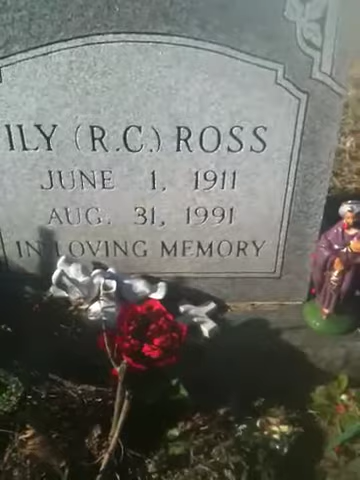 ILY (R.C.) ROSS
JUNE 1, 1911
AUG. 31, 1991
IN LOVING MEMORY